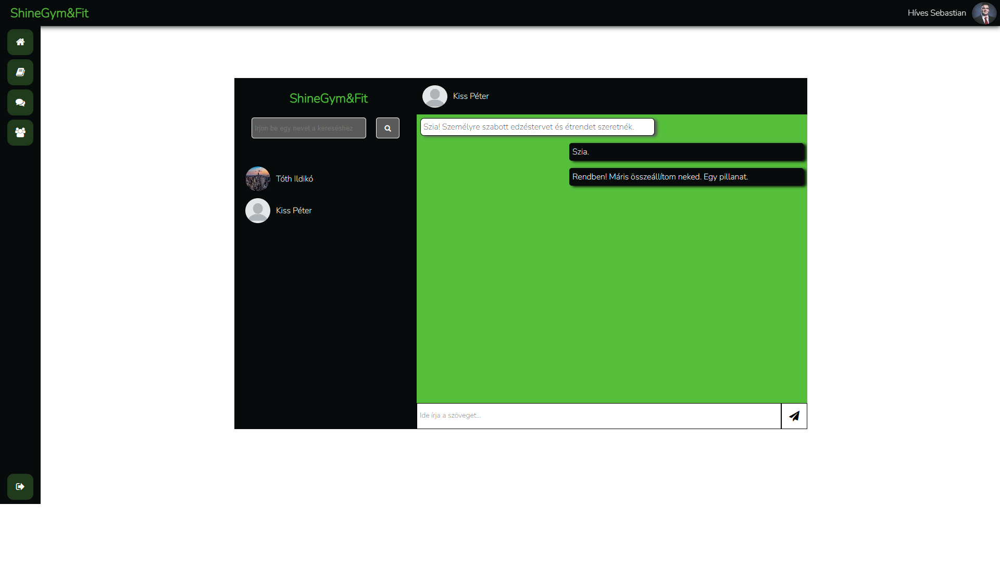 ShineGym&Fit
Híves Sebastian
ShineGym&Fit
Írjon be egy nevet a kereséshez
Tóth Ildikó
Kiss Péter
Kiss Péter
Szia! Személyre szabott edzéstervet és étrendet szeretnék.
Szia.
Rendben! Máris összeállítom neked. Egy pillanat.
Ide írja a szöveget...